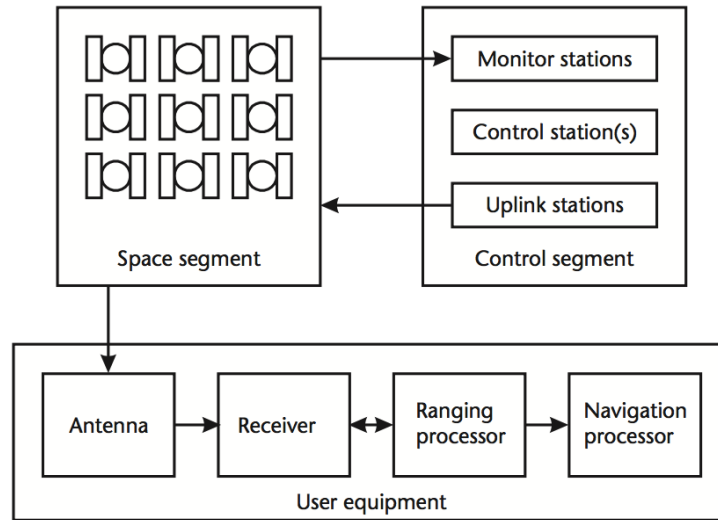 Monitor stations
Control station(s)
Uplink stations
Space segment
Control segment
Antenna
Receiver
Ranging
processor
Navigation
processor
User equipment